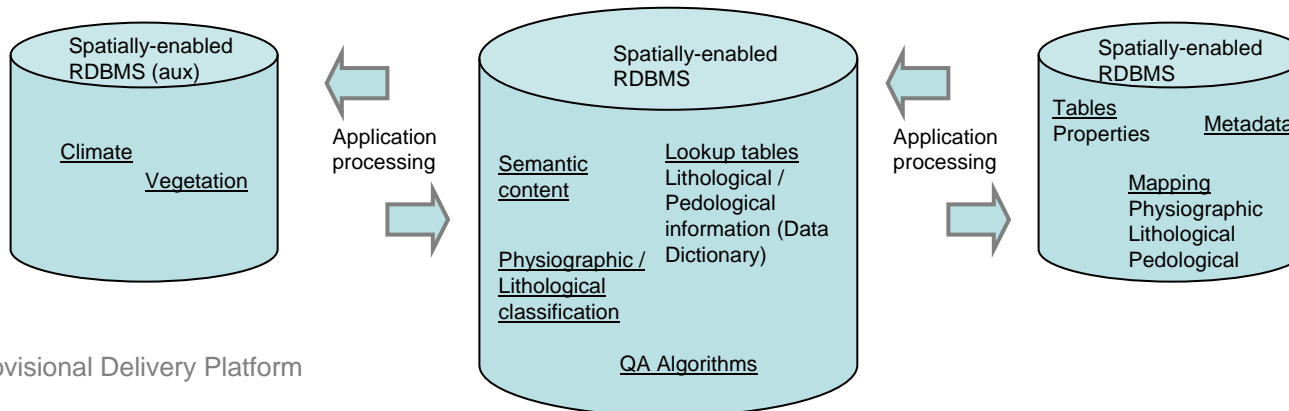 Spatially-enabled
RDBMS (aux)
Climate
Vegetation
Application
processing
Spatially-enabled
RDBMS
Semantic
content
Lookup tables
Lithological /
Pedological
information (Data
Dictionary)
Physiographic /
Lithological
classification
QA Algorithms
Application
processing
Spatially-enabled
RDBMS
Tables
Properties
Metadata
Mapping
Physiographic
Lithological
Pedological
ovisional Delivery Platform